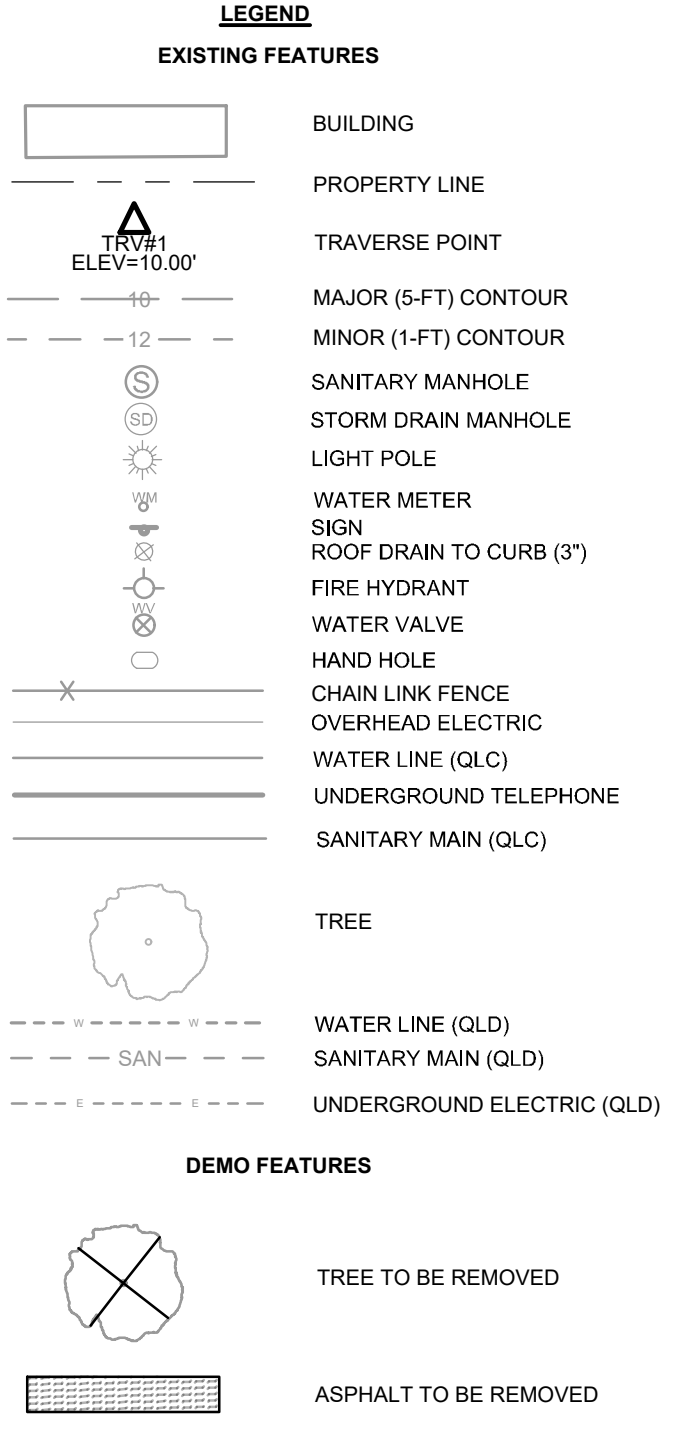 LEGEND
EXISTING FEATURES
BUILDING
PROPERTY LINE
TRV#1
ELEV=10.00'
TRAVERSE POINT
10
MAJOR (5-FT) CONTOUR
12
MINOR (1-FT) CONTOUR
S
SANITARY MANHOLE
SD
STORM DRAIN MANHOLE
LIGHT POLE
WM
WATER METER
SIGN
ROOF DRAIN TO CURB (3")
FIRE HYDRANT
WV
WATER VALVE
HAND HOLE
CHAIN LINK FENCE
OVERHEAD ELECTRIC
WATER LINE (QLC)
UNDERGROUND TELEPHONE
SANITARY MAIN (QLC)
TREE
W W
WATER LINE (QLD)
SAN
SANITARY MAIN (QLD)
E E
UNDERGROUND ELECTRIC (QLD)
DEMO FEATURES
TREE TO BE REMOVED
ASPHALT TO BE REMOVED